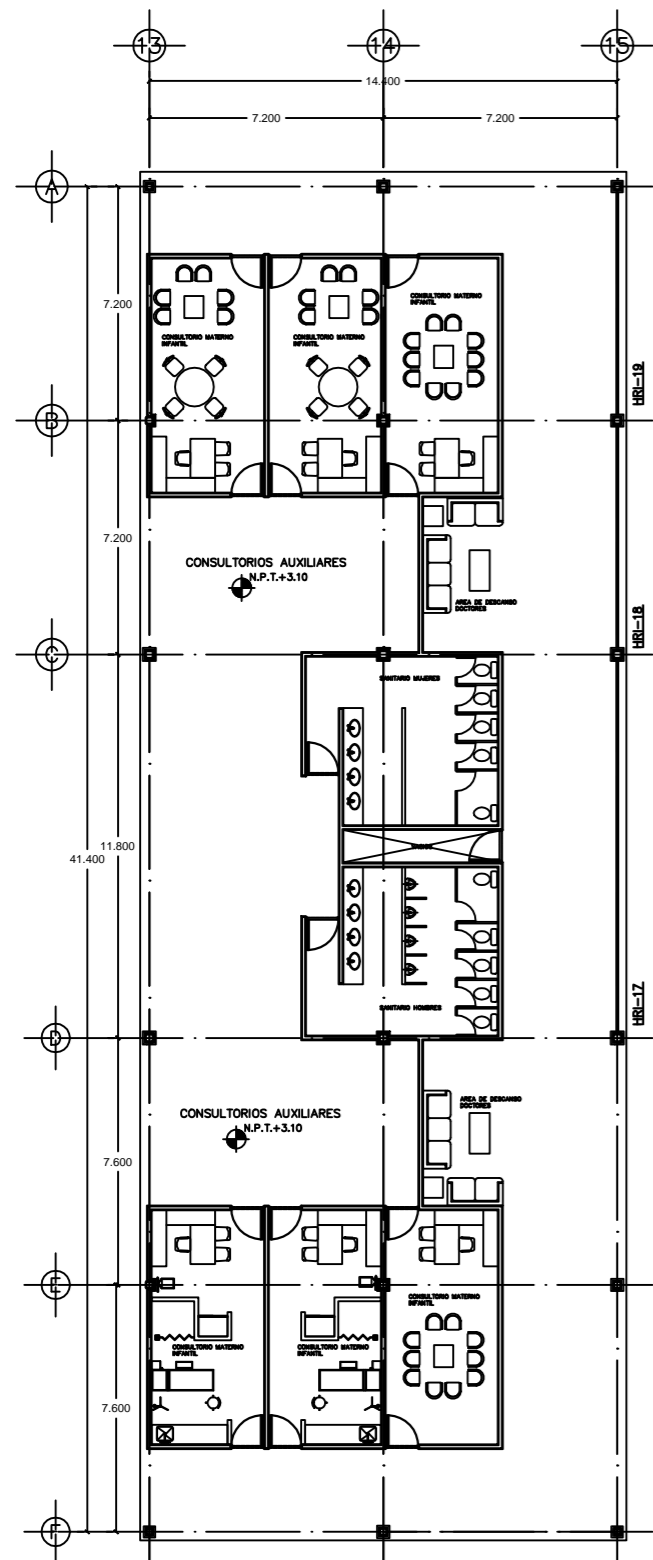 13 14 15
14.400
7.200 7.200
A
7.200
CONSULTORIO MATERNO
INFANTIL
CONSULTORIO MATERNO
INFANTIL
CONSULTORIO MATERNO
INFANTIL
HRI-19
B
7.200
CONSULTORIOS AUXILIARES
N.P.T.+3.10
AREA DE DESCANSO
DOCTORES
HRI-18
C
SANITARIO MUJERES
11.800
41.400
SANITARIO HOMBRES
HRI-17
D
CONSULTORIOS AUXILIARES
N.P.T.+3.10
AREA DE DESCANSO
DOCTORES
7.600
E
CONSULTORIO MATERNO
INFANTIL
CONSULTORIO MATERNO
INFANTIL
CONSULTORIO MATERNO
INFANTIL
7.600
F